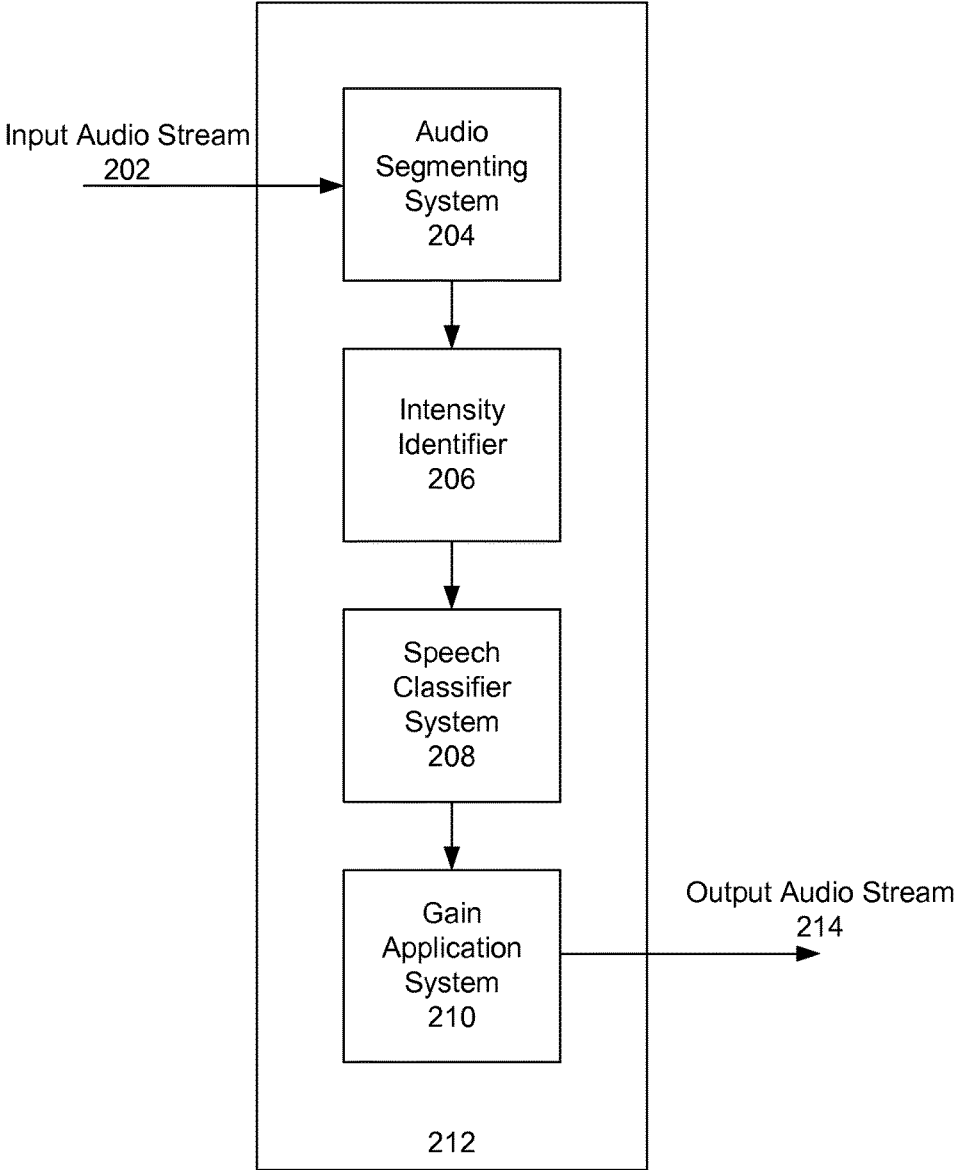 Input Audio Stream
202
Audio
Segmenting
System
204
Intensity
Identifier
206
Speech
Classifier
System
208
Gain
Application
System
210
Output Audio Stream
214
212